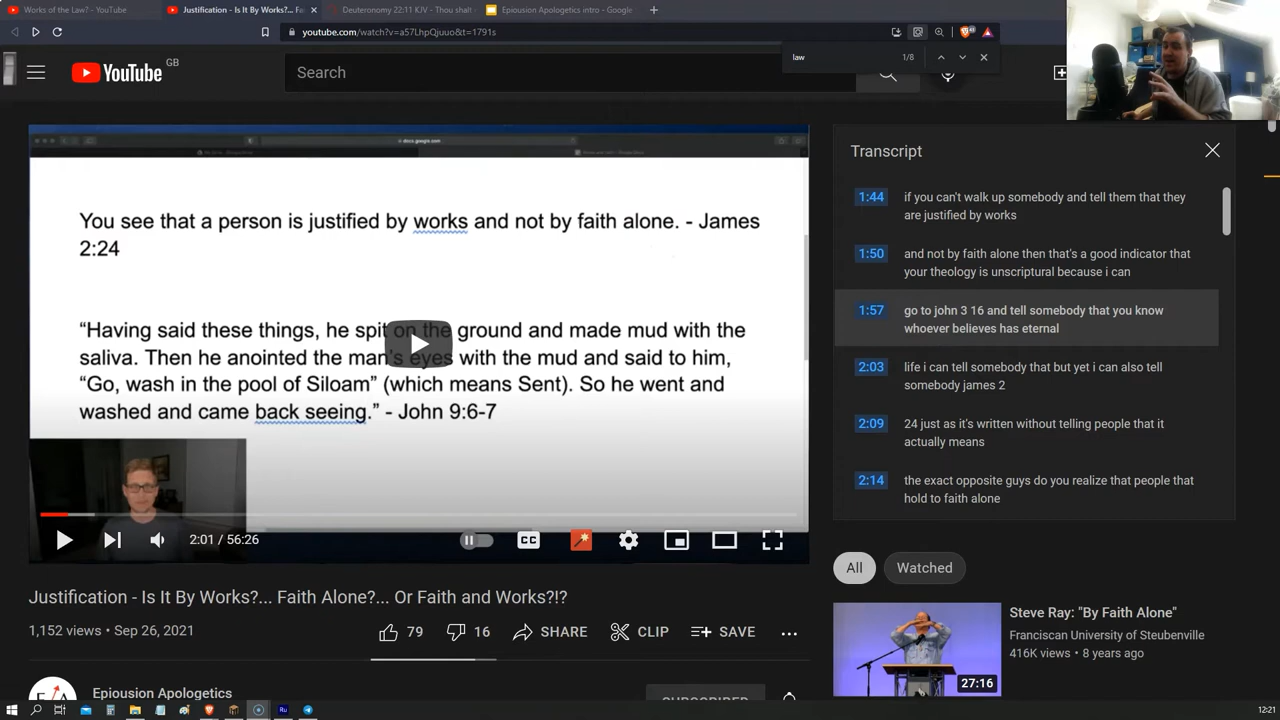 Works of the Law? - YouTube
Justification - Is It By Works?... Fai
Deuteronomy 22:11 KJV - Thou shalt
Epiousion Apologetics intro - Google
youtube.com/watch?v=a57LhpQjuuo&t=1791s
law
1/8
YouTube GB
Search
Transcript
You see that a person is justified by works and not by faith alone. - James
2:24
“Having said these things, he spit on the ground and made mud with the
saliva. Then he anointed the man's eyes with the mud and said to him,
“Go, wash in the pool of Siloam” (which means Sent). So he went and
washed and came back seeing.” - John 9:6-7
1:44
if you can't walk up somebody and tell them that they
are justified by works
1:50
and not by faith alone then that's a good indicator that
your theology is unscriptural because i can
1:57
go to john 3 16 and tell somebody that you know
whoever believes has eternal
2:03
life i can tell somebody that but yet i can also tell
somebody james 2
2:09
24 just as it's written without telling people that it
actually means
2:14
the exact opposite guys do you realize that people that
hold to faith alone
2:01 / 56:26
CC
All
Watched
Justification - Is It By Works?... Faith Alone?... Or Faith and Works?!?
1,152 views • Sep 26, 2021
79
16
SHARE
CLIP
SAVE
Epiousion Apologetics
SUBSCRIBED
Steve Ray: "By Faith Alone"
Franciscan University of Steubenville
416K views • 8 years ago
27:16
12:21